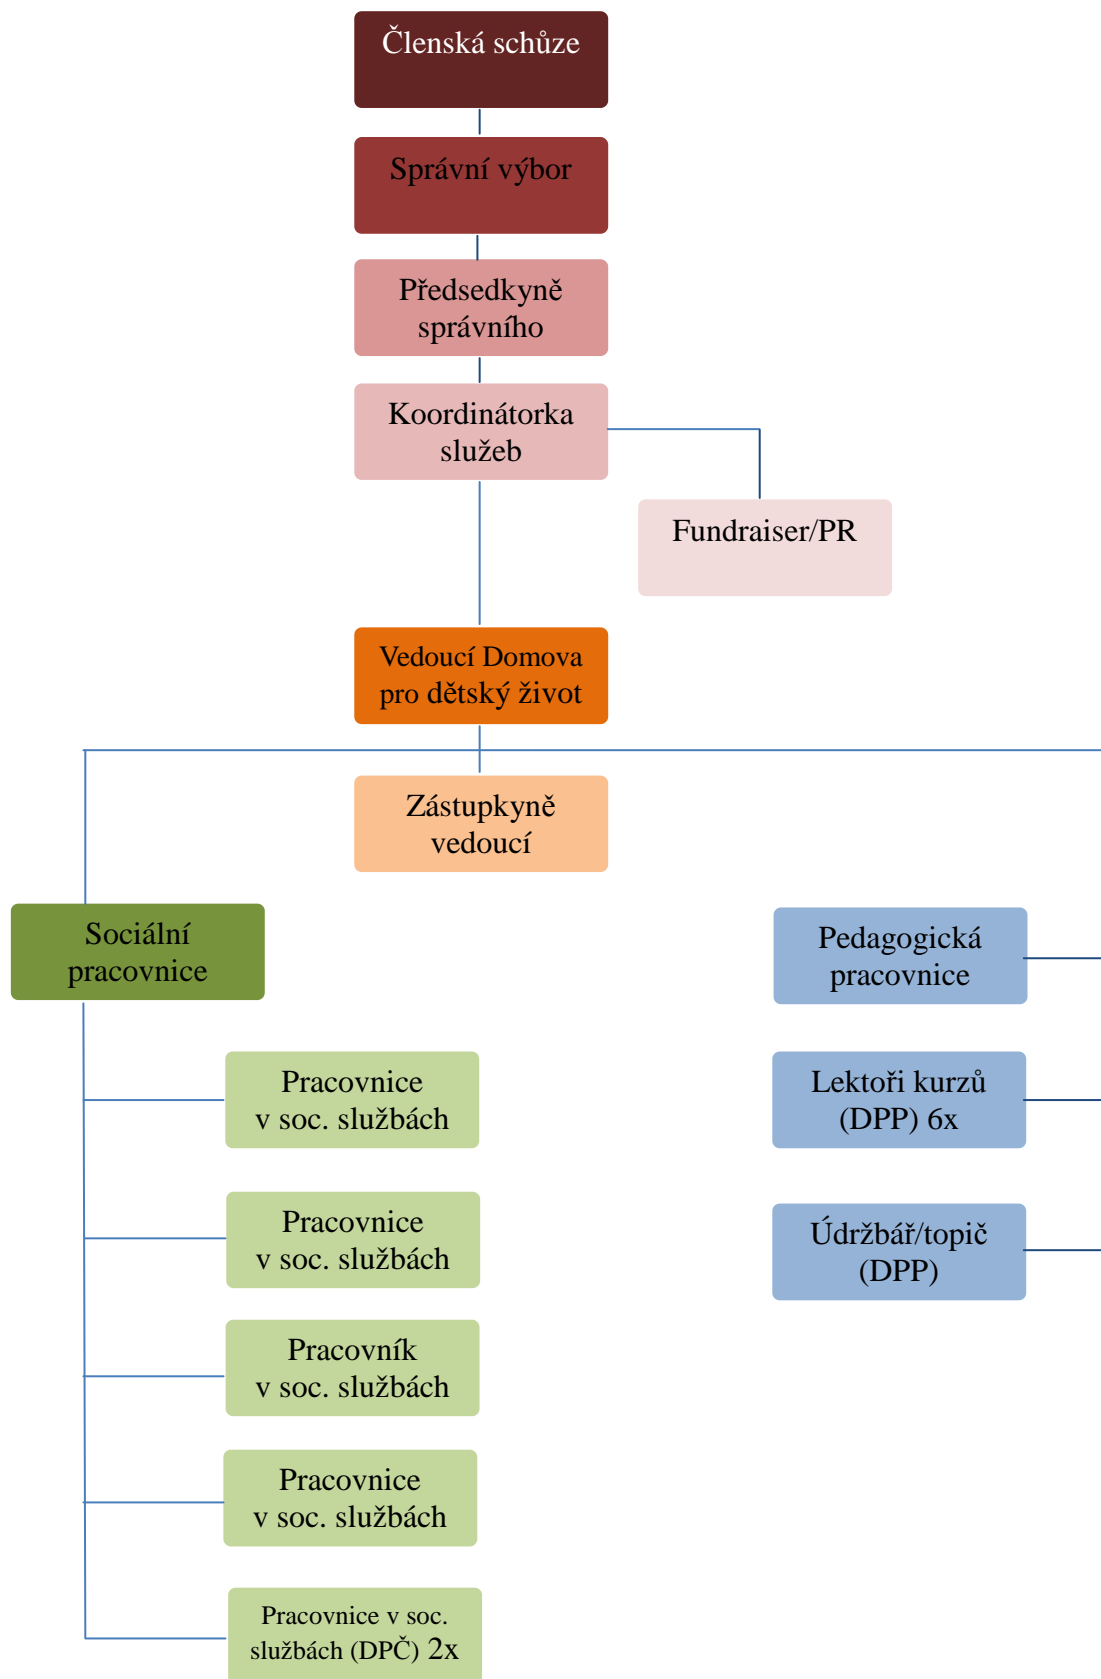 Členská schůze
Správní výbor
Předsedkyně
správního
Koordinátorka
služeb
Fundraiser/PR
Vedoucí Domova
pro dětský život
Zástupkyně
vedoucí
Sociální
pracovnice
Pedagogická
pracovnice
Pracovnice
v soc. službách
Lektoři kurzů
(DPP) 6x
Pracovnice
v soc. službách
Údržbář/topič
(DPP)
Pracovník
v soc. službách
Pracovnice
v soc. službách
Pracovnice v soc.
službách (DPČ) 2x